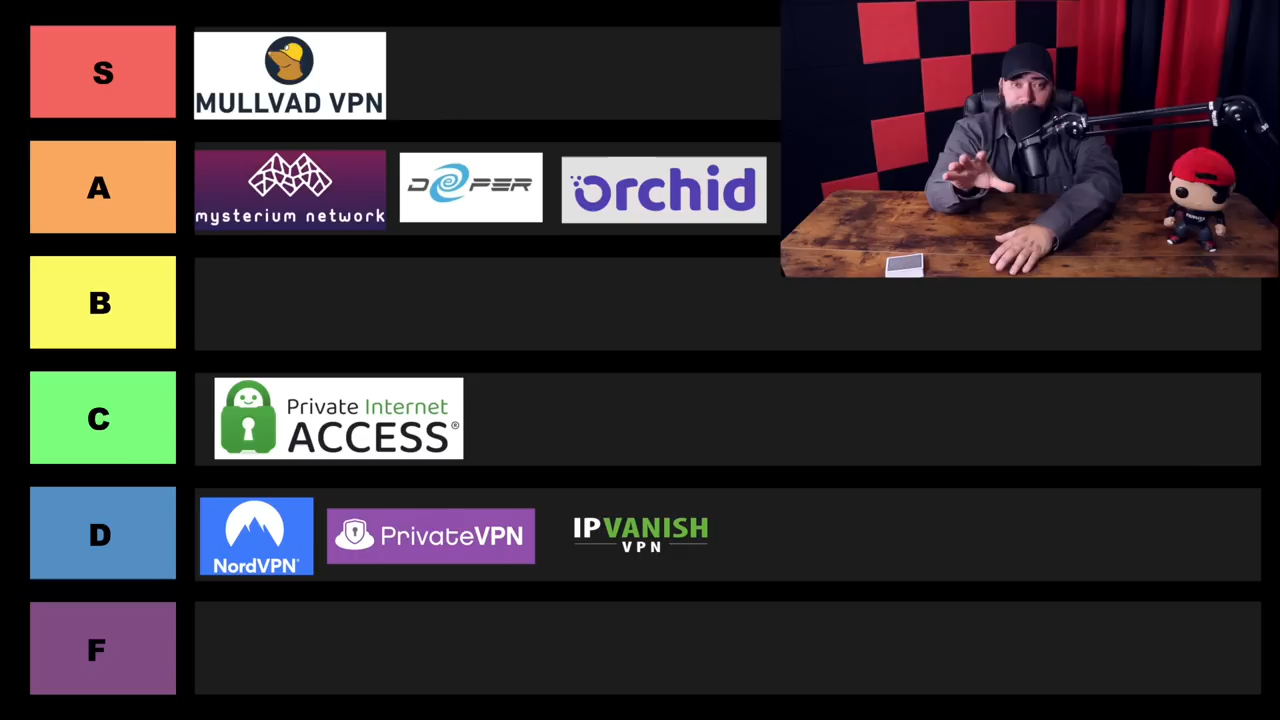 S
MULLVAD VPN
A
mysterium network
DEEPER
orchid
B
C
Private Internet
ACCESS®
D
NordVPN®
PrivateVPN
IPVANISH
VPN
F